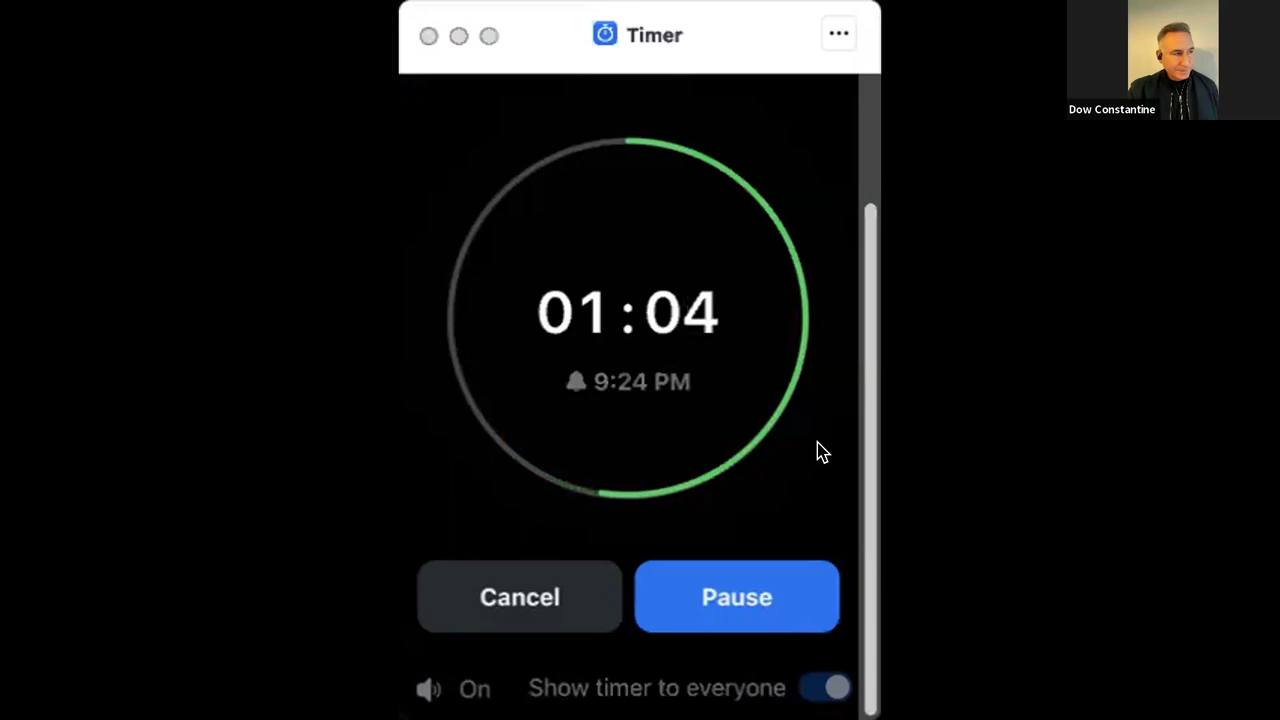 Timer
Dow Constantine
01:04
9:24 PM
Cancel
Pause
On
Show timer to everyone